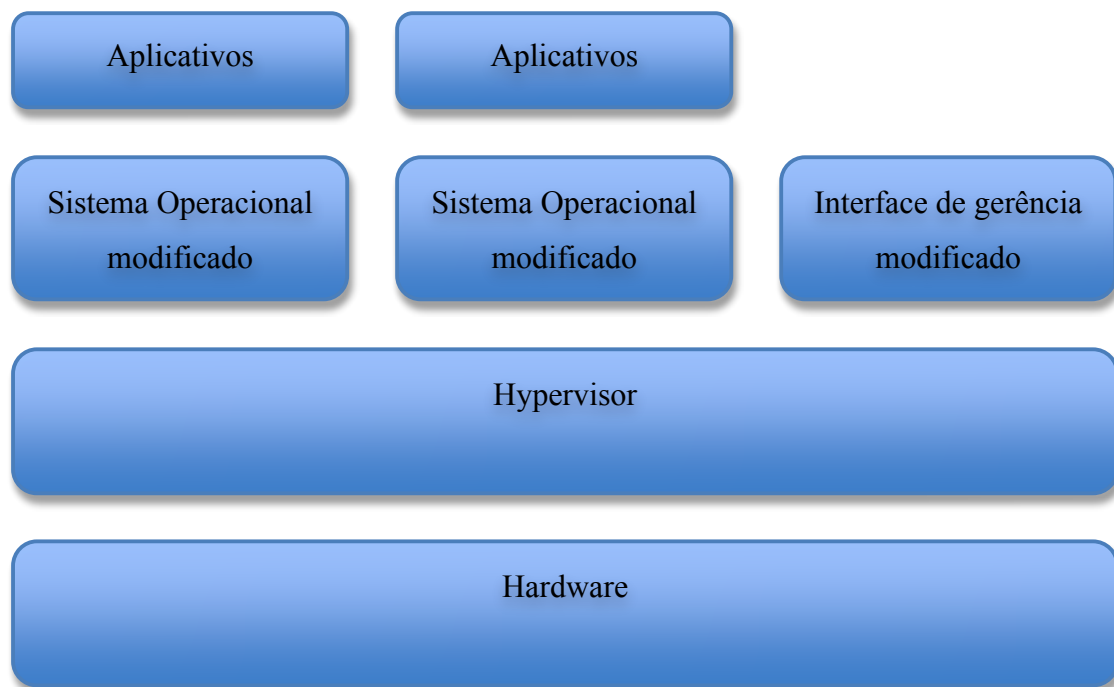 Aplicativos
Aplicativos
Sistema Operacional
modificado
Sistema Operacional
modificado
Interface de gerência
modificado
Hypervisor
Hardware